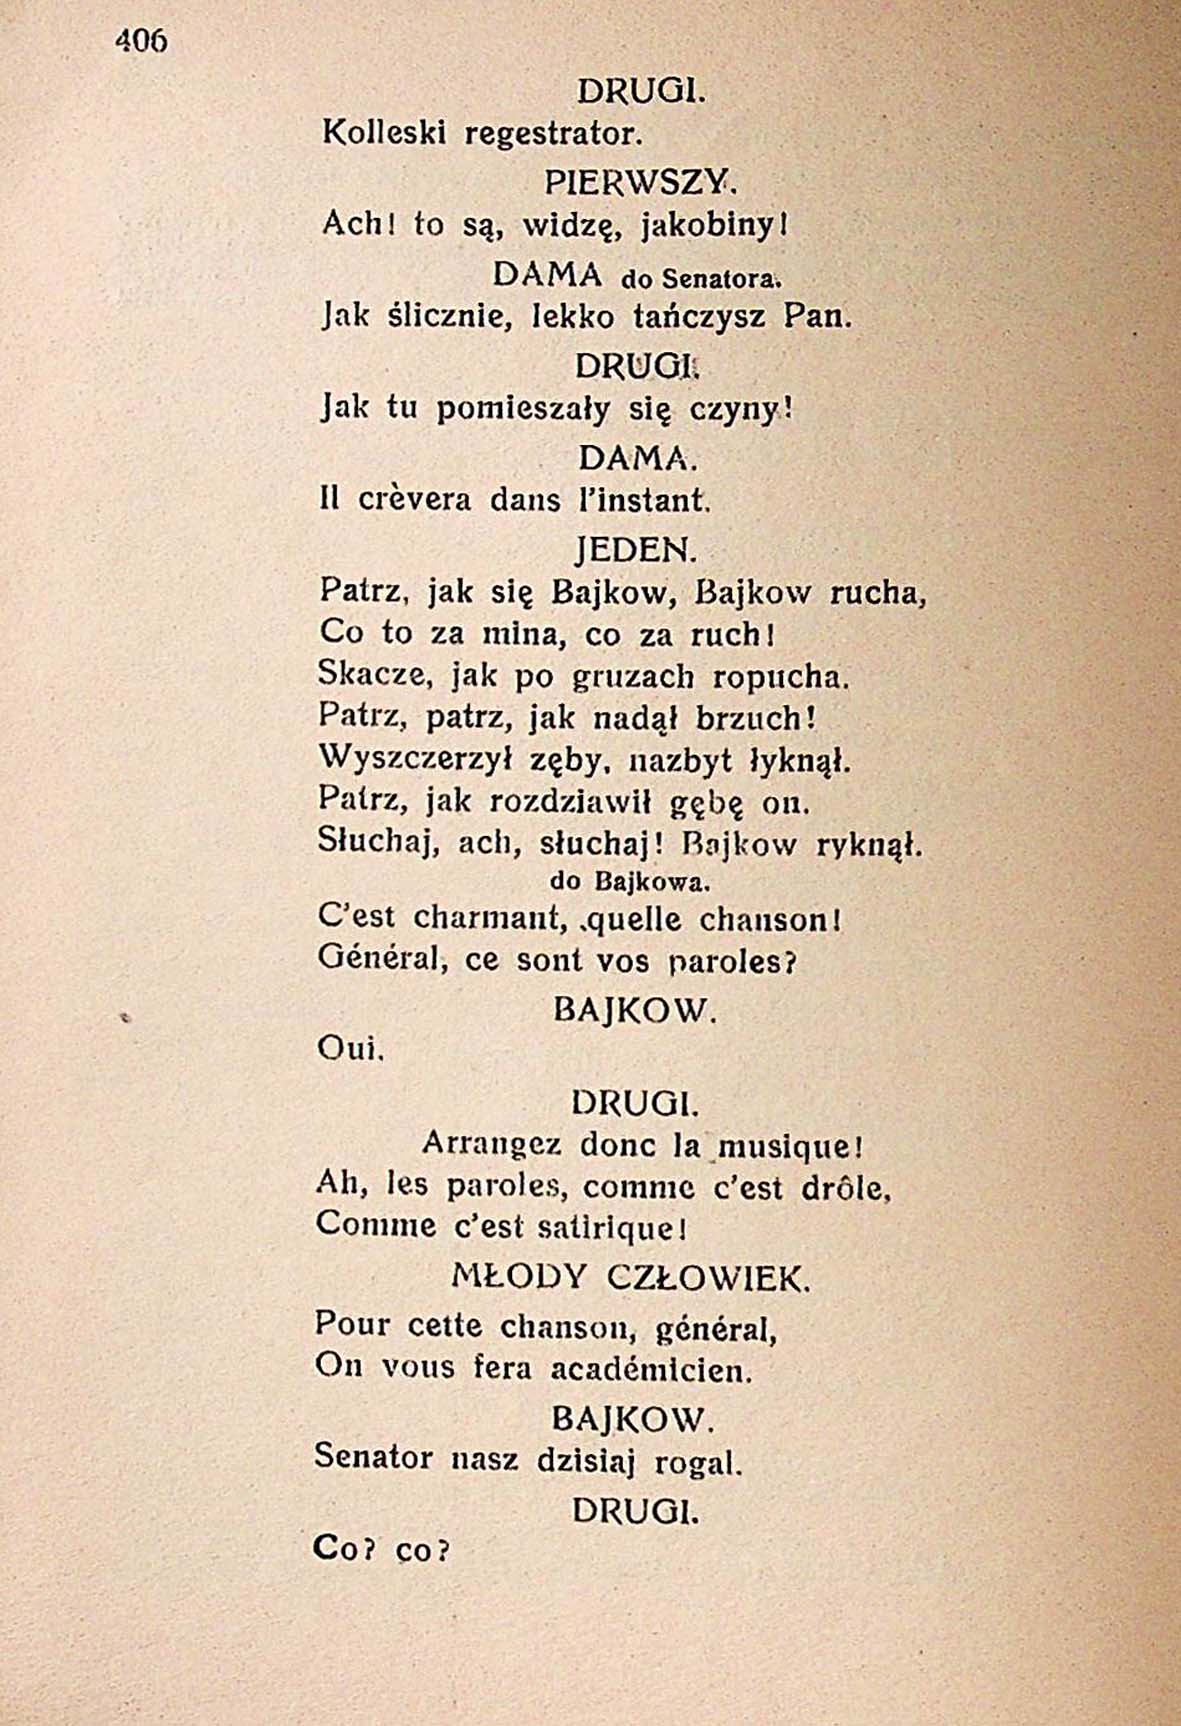 406
DRUGI.
Kolleski regestrator.
PIERWSZY.
Ach! to są, widzę, jakobiny!
DAMA do Senatora.
Jak ślicznie, lekko tańczysz Pan.
DRUGI.
Jak tu pomieszały się czyny!
DAMA.
Il crèvera dans l'instant.
JEDEN.
Patrz, jak się Bajkow, Bajkow rucha,
Co to za mina, co za ruch!
Skacze, jak po gruzach ropucha.
Patrz, patrz, jak nadął brzuch!
Wyszczerzył zęby, nazbyt łyknął.
Patrz, jak rozdziawił gębę on.
Słuchaj, ach, słuchaj! Bajkow ryknął.
do Bajkowa.
C'est charmant, quelle chanson!
Général, ce sont vos paroles?
BAJKOW.
Oui.
DRUGI.
Arrangez donc la musique!
Ah, les paroles, comme c'est drôle,
Comme c'est satirique!
MŁODY CZŁOWIEK.
Pour cette chanson, général,
On vous fera académicien.
BAJKOW.
Senator nasz dzisiaj rogal.
DRUGI.
Co? co?